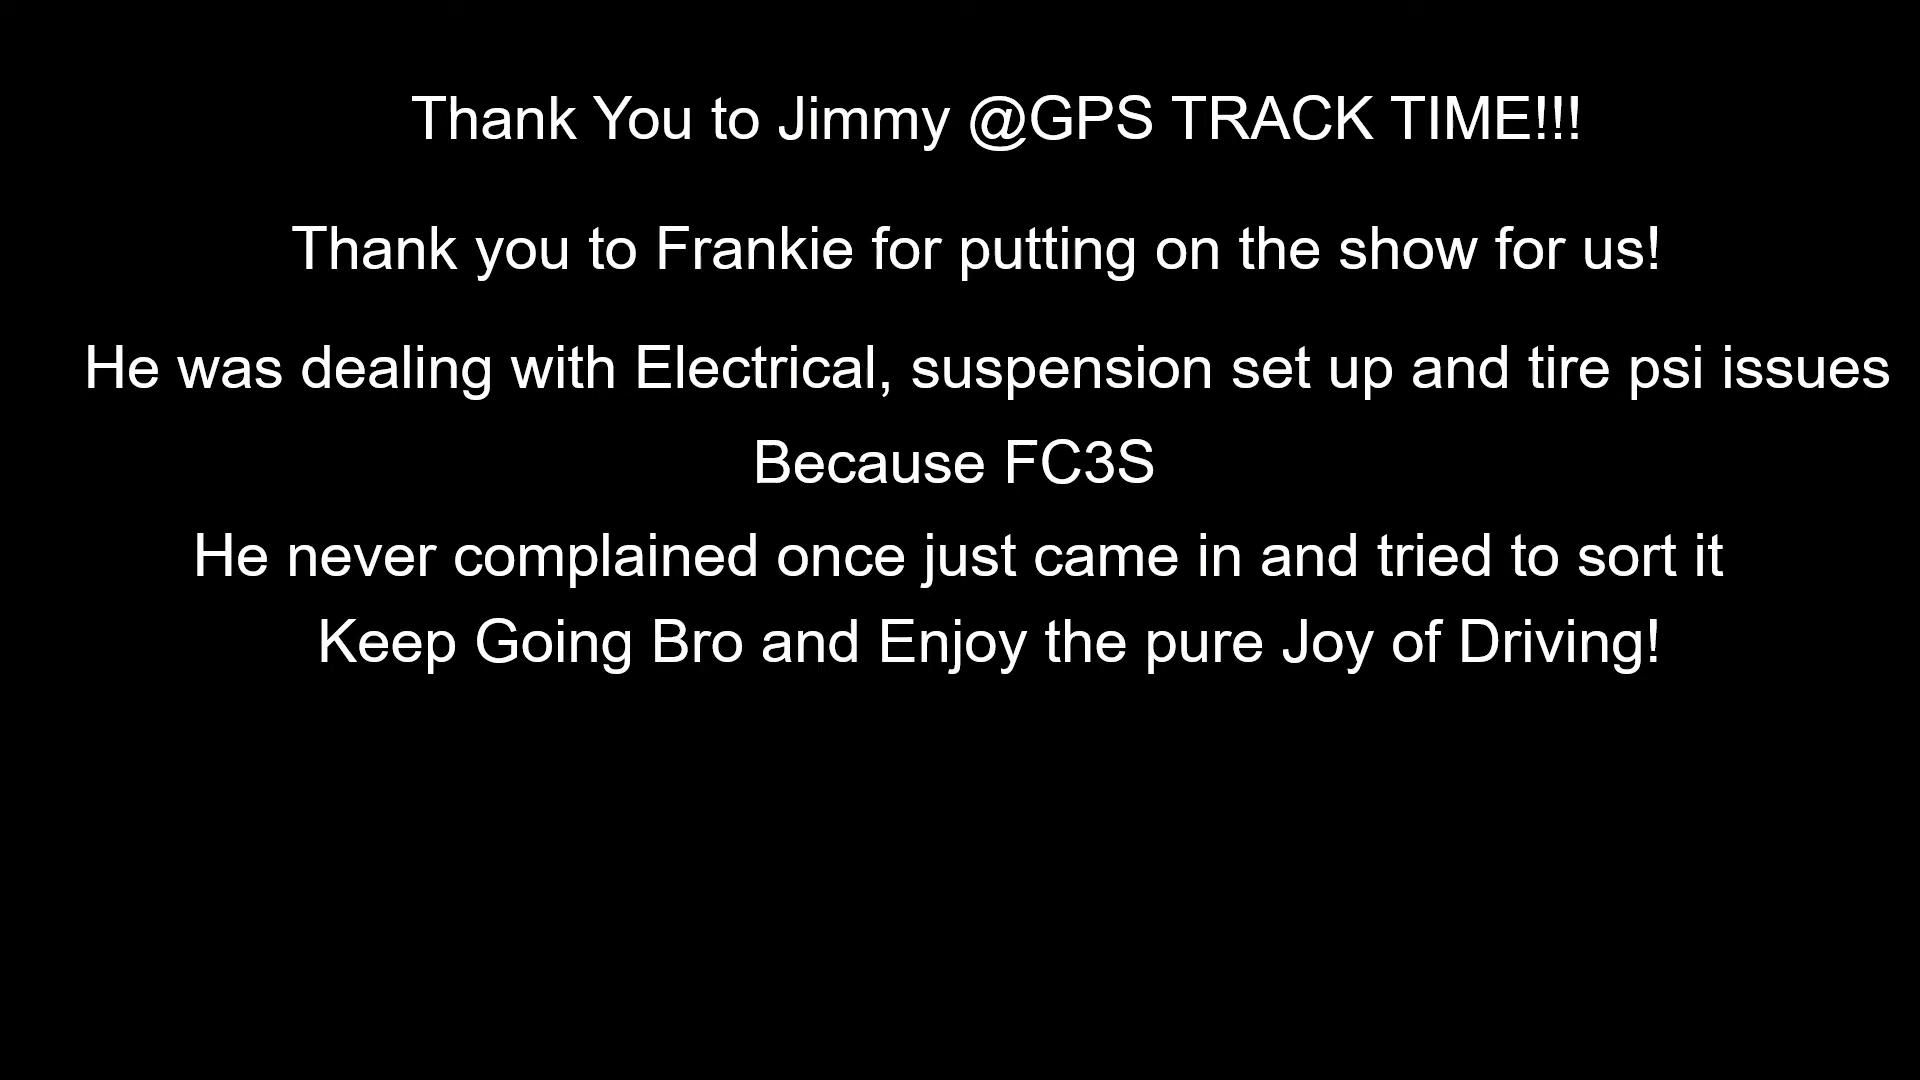 Thank You to Jimmy @GPS TRACK TIME!!!
Thank you to Frankie for putting on the show for us!
He was dealing with Electrical, suspension set up and tire psi issues
Because FC3S
He never complained once just came in and tried to sort it
Keep Going Bro and Enjoy the pure Joy of Driving!